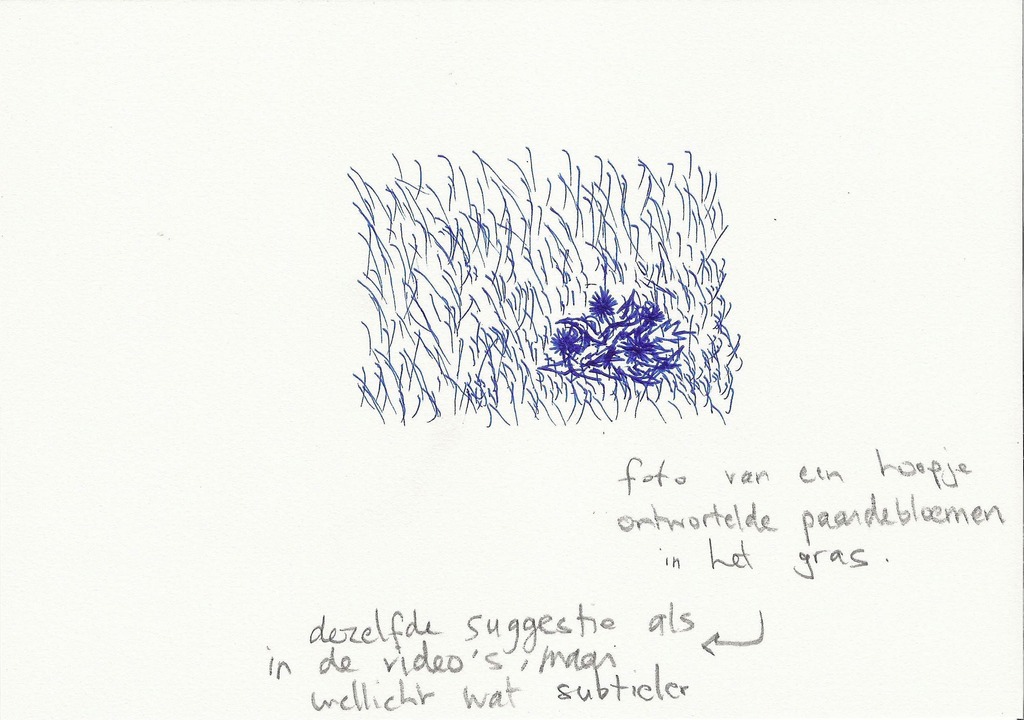 foto van een hoopje
ontwortelde paardebloemen
in het gras.
dezelfde suggestie als
in de video's, maar
wellicht wat subtieler